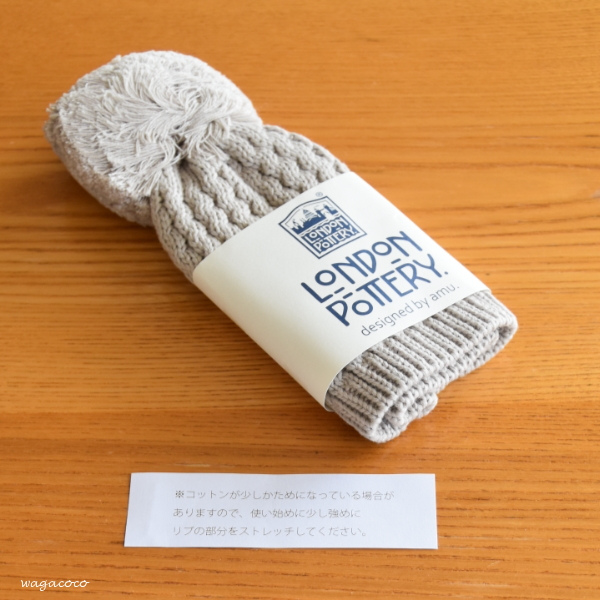 LONDON
POTTERY
®
LONDON
POTTERY.
designed by amu.
※コットンが少しかためになっている場合が
ありますので、使い始めに少し強めに
リブの部分をストレッチしてください。
wagacoco